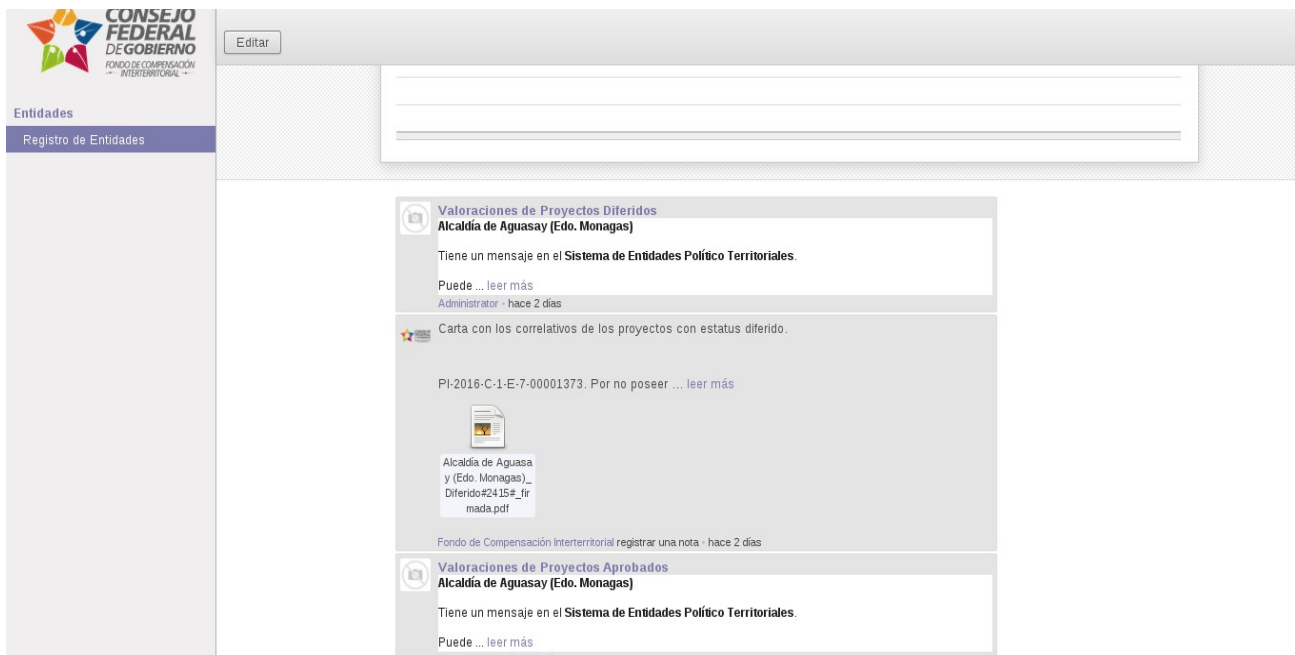 CONSEJO
FEDERAL
DE GOBIERNO
FONDO DE COMPENSACIÓN
INTERTERRITORIAL
Editar
Entidades
Registro de Entidades
Valoraciones de Proyectos Diferidos
Alcaldía de Aguasay (Edo. Monagas)
Tiene un mensaje en el Sistema de Entidades Político Territoriales.
Puede ... leer más
Administrator • hace 2 días
Carta con los correlativos de los proyectos con estatus diferido.
PI-2016-C-1-E-7-00001373. Por no poseer ... leer más
Alcaldía de Aguasa
y (Edo. Monagas)_
Diferido#2415#_fir
mada.pdf
Fondo de Compensación Interterritorial registrar una nota • hace 2 días
Valoraciones de Proyectos Aprobados
Alcaldía de Aguasay (Edo. Monagas)
Tiene un mensaje en el Sistema de Entidades Político Territoriales.
Puede ... leer más